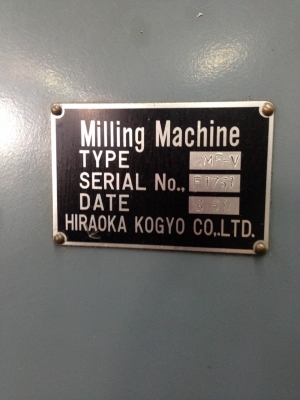 Milling Machine
TYPE
SERIAL No.,
DATE
HIRAOKA KOGYO CO,.LTD.